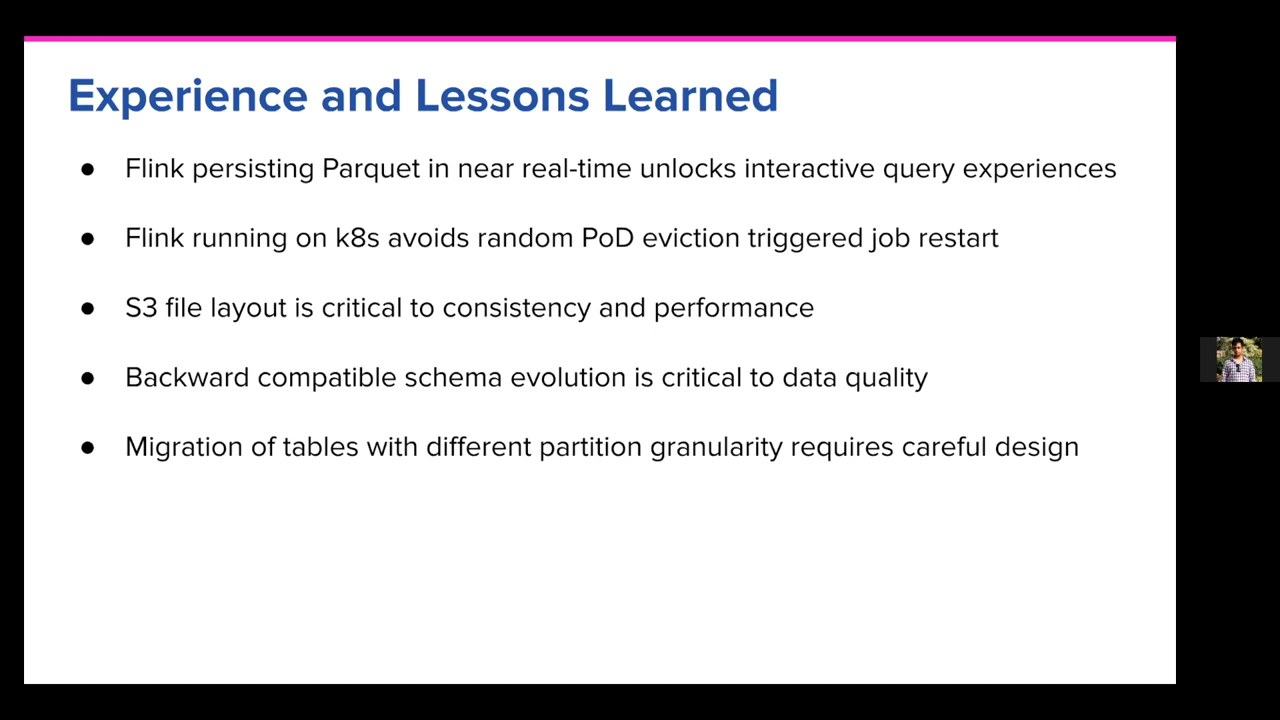 Experience and Lessons Learned
● Flink persisting Parquet in near real-time unlocks interactive query experiences
● Flink running on k8s avoids random PoD eviction triggered job restart
● S3 file layout is critical to consistency and performance
● Backward compatible schema evolution is critical to data quality
● Migration of tables with different partition granularity requires careful design